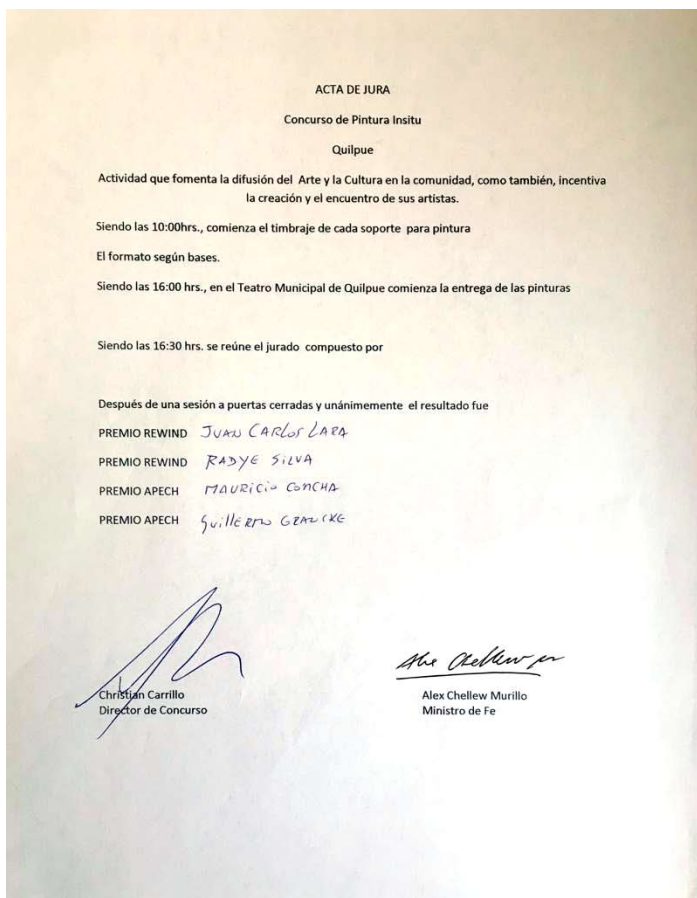 ACTA DE JURA
Concurso de Pintura Insitu
Quilpue
Actividad que fomenta la difusión del Arte y la Cultura en la comunidad, como también, incentiva
la creación y el encuentro de sus artistas.
Siendo las 10:00hrs., comienza el timbraje de cada soporte para pintura
El formato según bases.
Siendo las 16:00 hrs., en el Teatro Municipal de Quilpue comienza la entrega de las pinturas
Siendo las 16:30 hrs. se reúne el jurado compuesto por
Después de una sesión a puertas cerradas y unánimemente el resultado fue
PREMIO REWIND JUAN CARLOS LARA
PREMIO REWIND RADYE SILVA
PREMIO APECH MAURICIO CONCHA
PREMIO APECH Guillermo
Alex Chellew
Christian Carrillo
Director de Concurso
Alex Chellew Murillo
Ministro de Fe